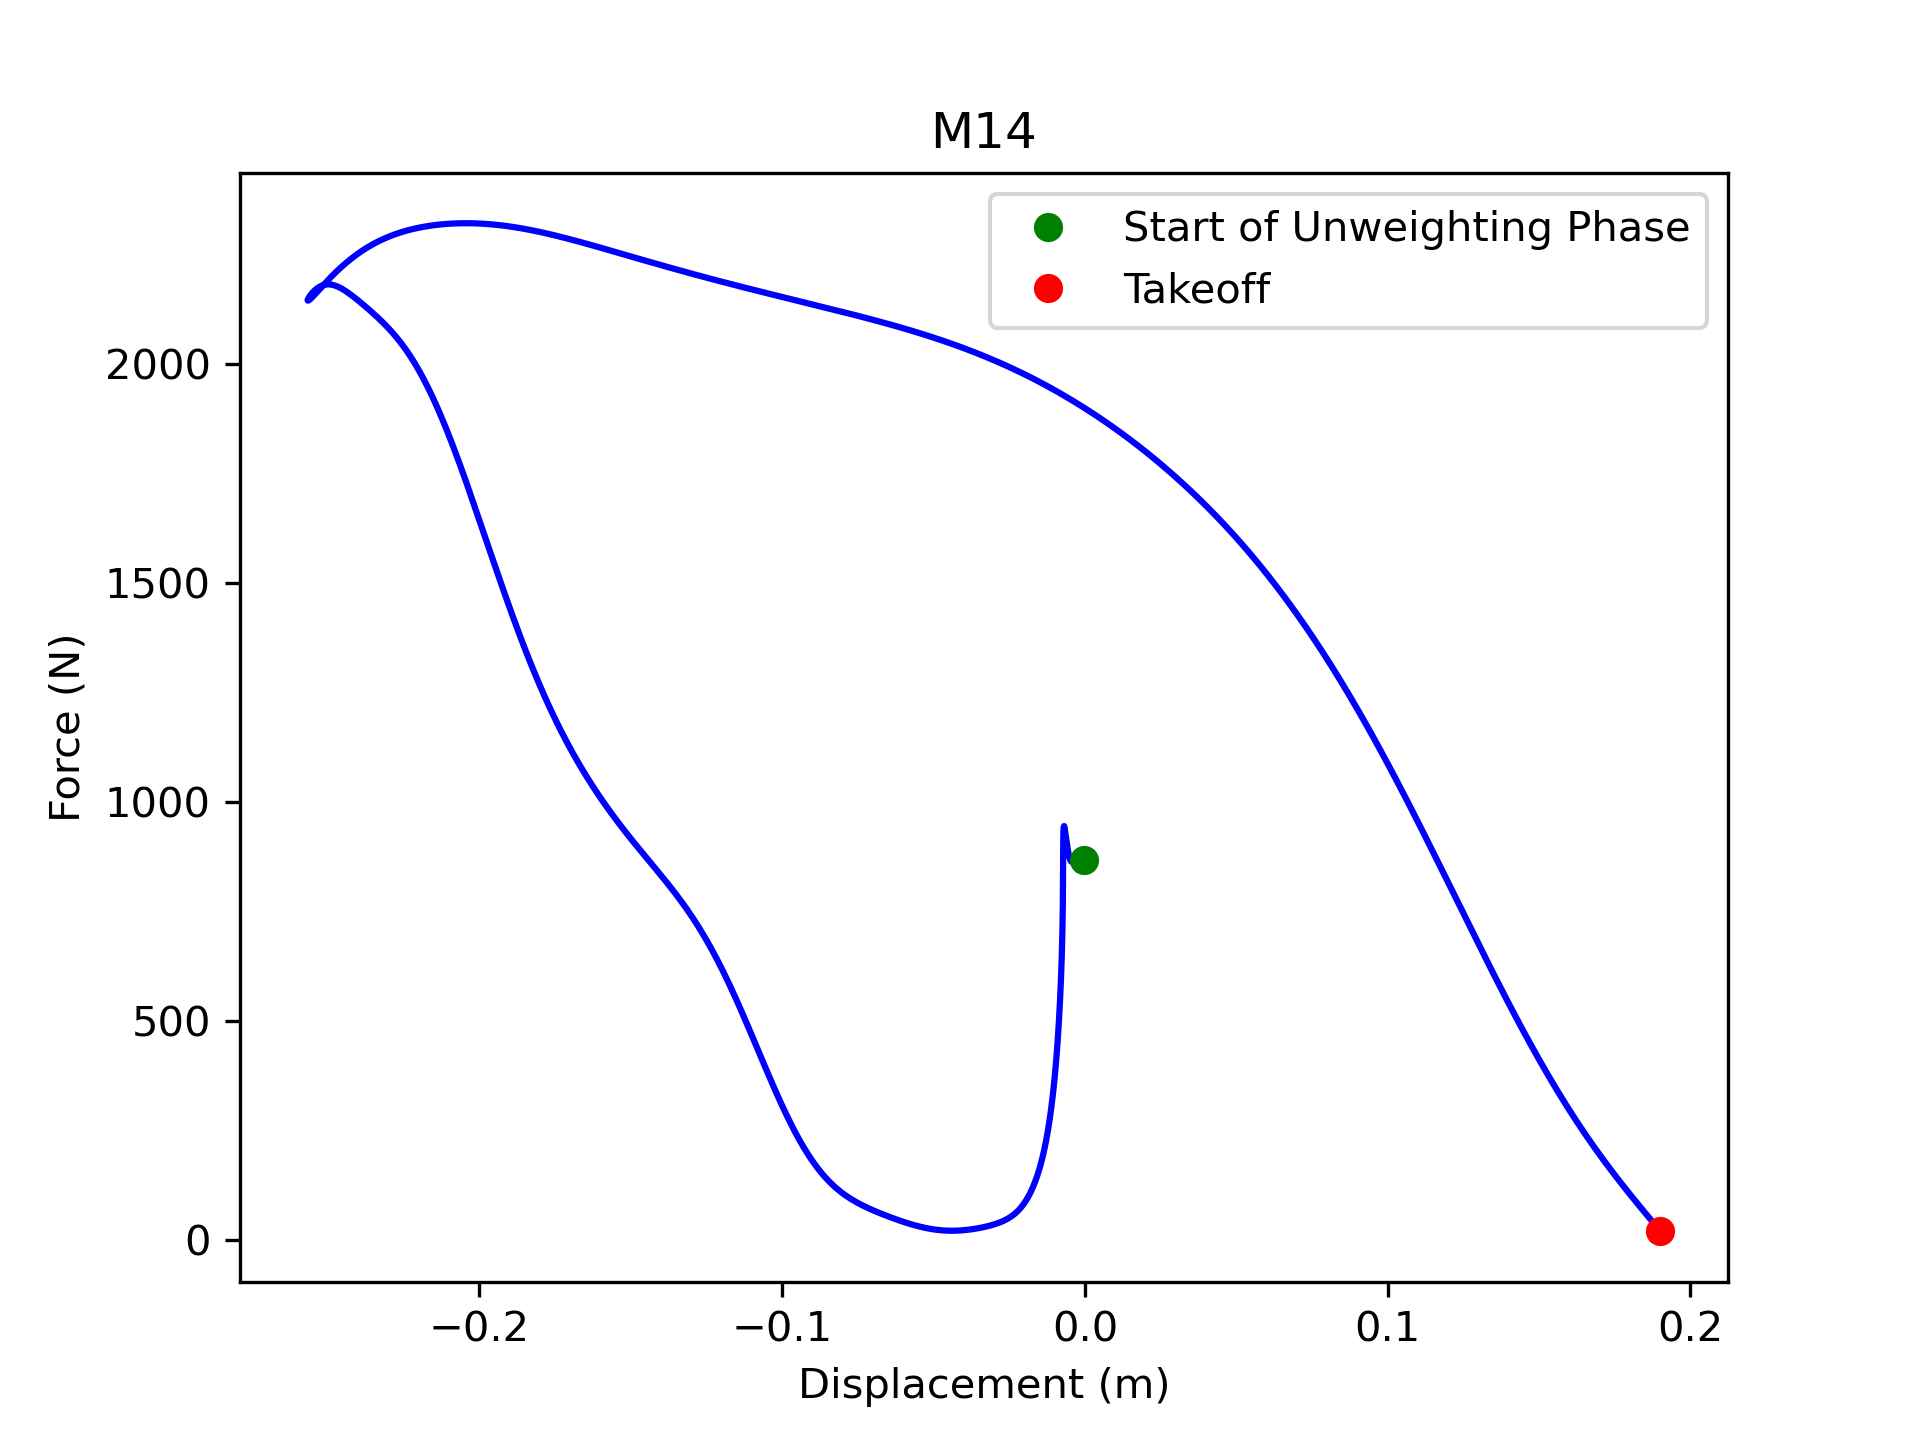 M14
Start of Unweighting Phase
Takeoff
2000
1500
1000
500
0
Force (N)
−0.2 −0.1 0.0 0.1 0.2
Displacement (m)